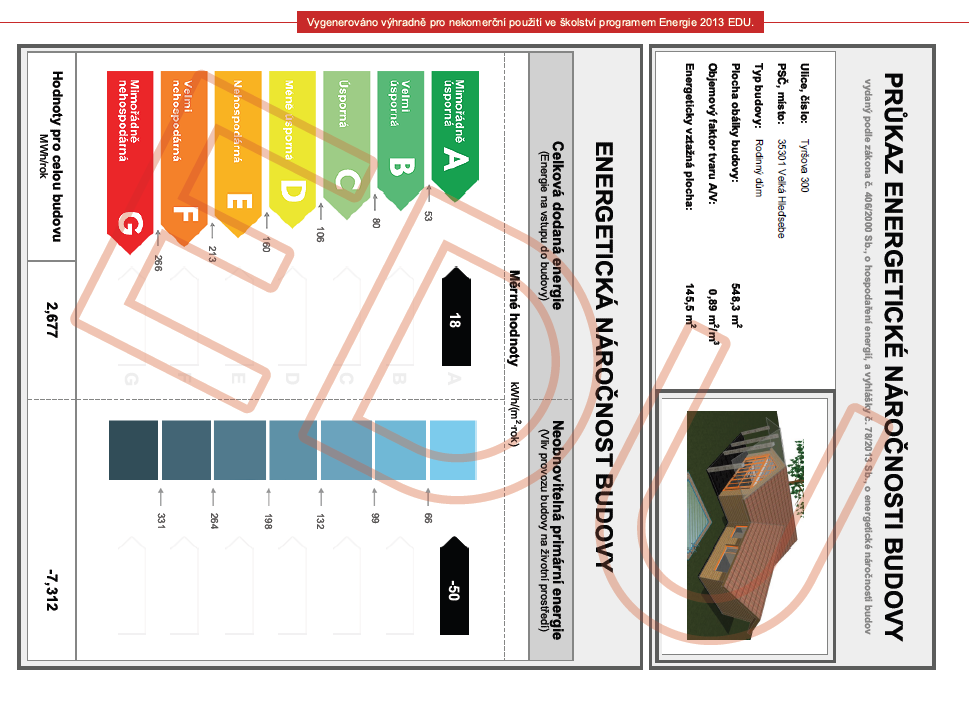 Vygenerováno výhradně pro nekomerční použití ve školství programem Energie 2013 EDU.
PRŮKAZ ENERGETICKÉ NÁROČNOSTI BUDOVY
vydaný podle zákona č. 406/2000 Sb., o hospodaření energií, a vyhlášky č. 78/2013 Sb., o energetické náročnosti budov
Ulice, číslo: Tyršova 300
PSČ, místo: 35301 Velká Hleďsebe
Typ budovy: Rodinný dům
Plocha obálky budovy: 548,3 m²
Objemový faktor tvaru A/V: 0,89 m²/m³
Energeticky vztažná plocha: 145,5 m²
ENERGETICKÁ NÁROČNOST BUDOVY
Celková dodaná energie
(Energie na vstupu do budovy)
Neobnovitelná primární energie
(Vliv provozu budovy na životní prostředí)
Měrné hodnoty kWh/(m²·rok)
Mimořádně
úsporná
A
18
A
-50
53
66
Velmi
úsporná
B
B
80
99
Úsporná
C
C
106
132
Méně úsporná
D
D
160
198
Nehospodárná
E
E
213
264
Velmi
nehospodárná
F
F
266
331
Mimořádně
nehospodárná
G
G
Hodnoty pro celou budovu
MWh/rok
2,677
-7,312
EDU